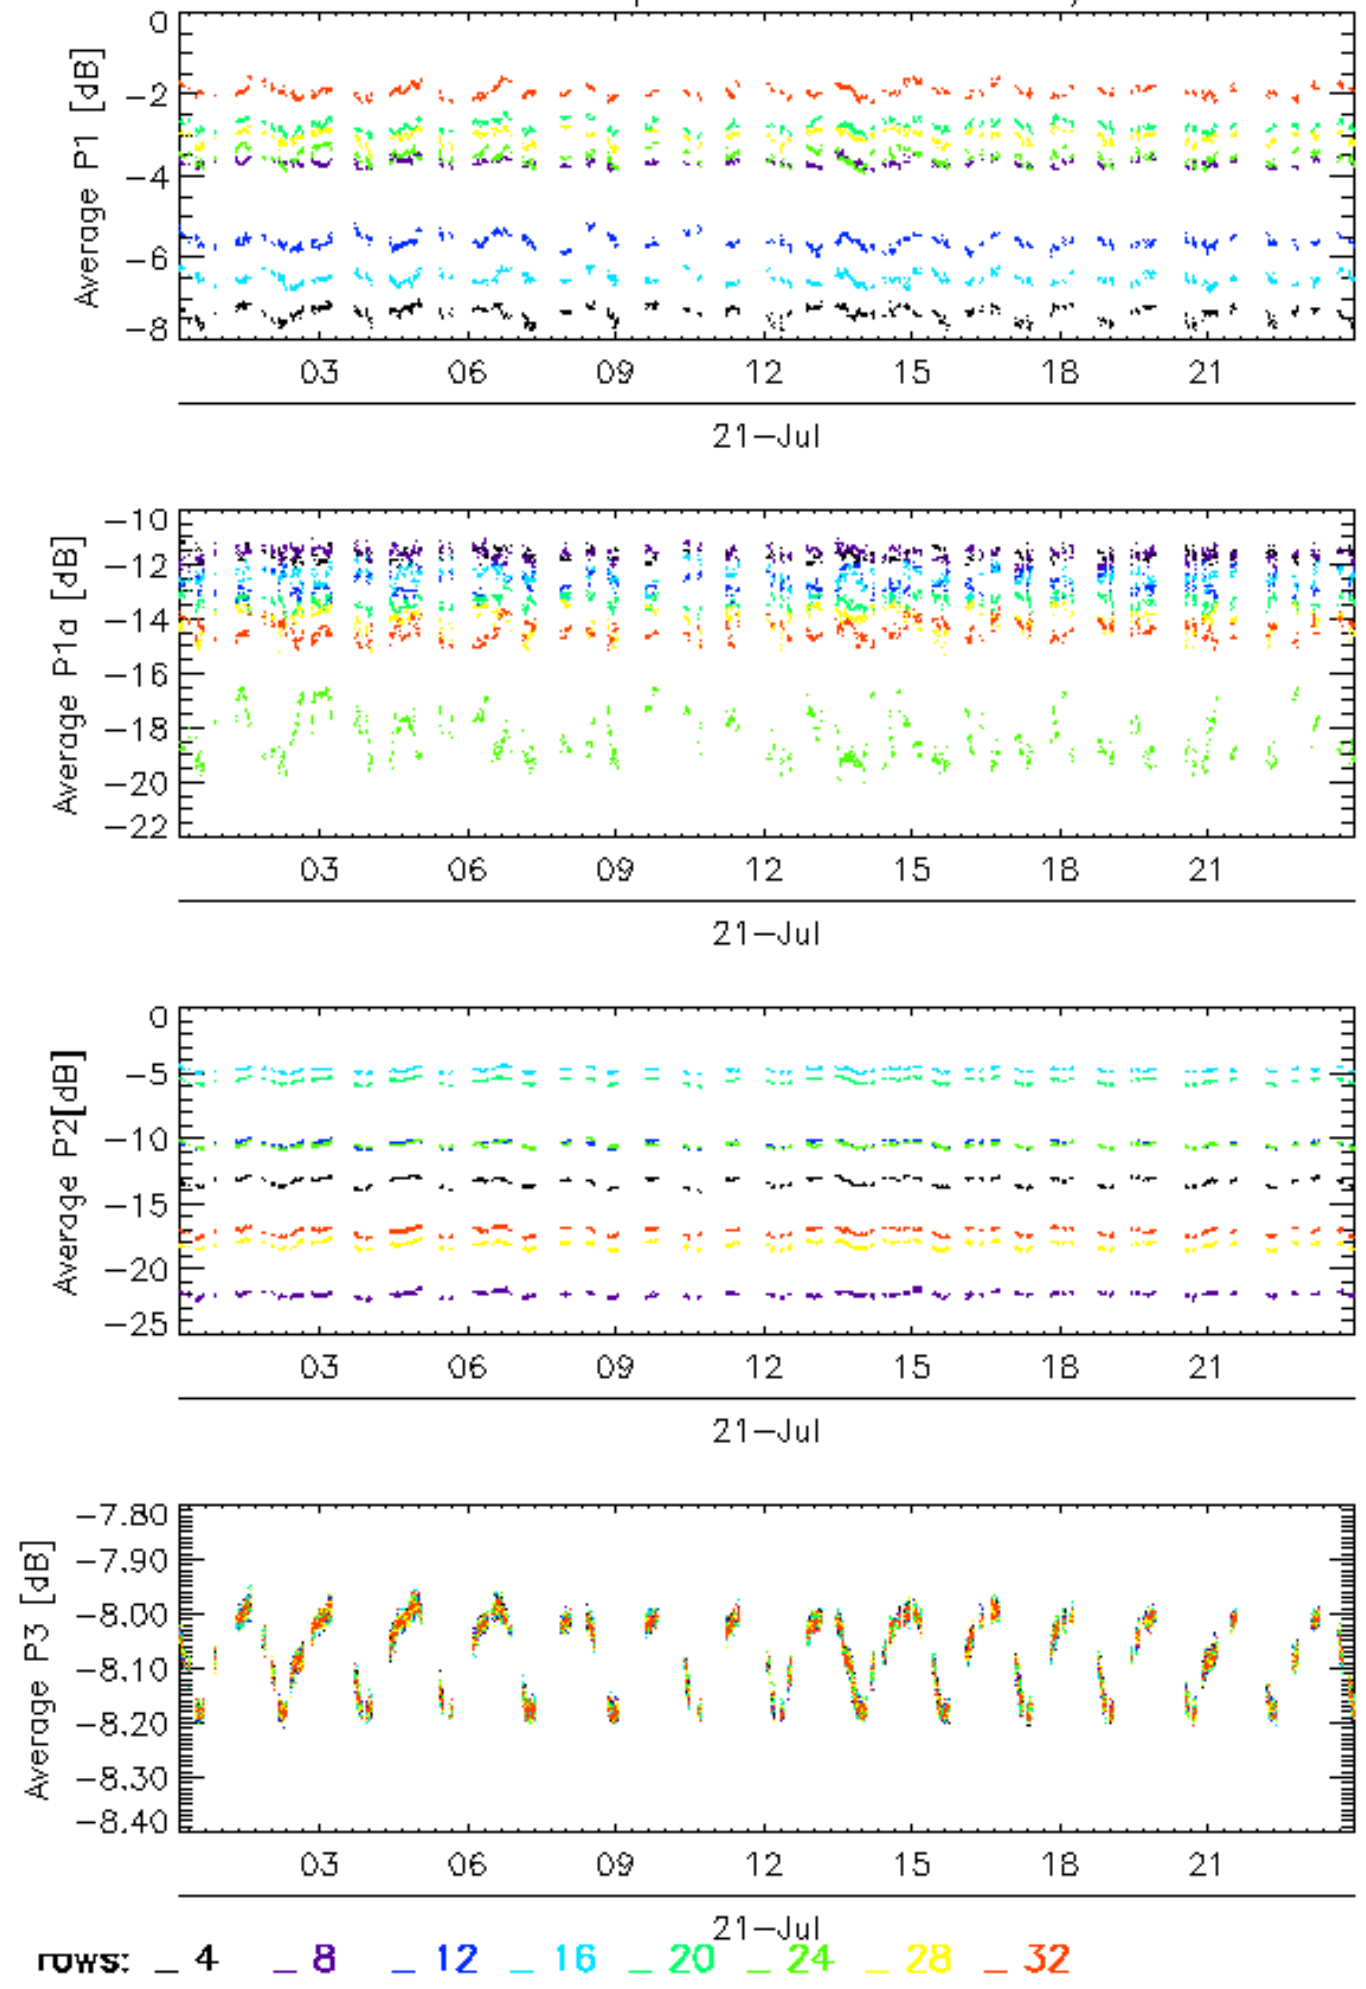 0
-2
-4
-6
-8
Average P1 [dB]
03 06 09 12 15 18 21
21-Jul
-10
-12
-14
-16
-18
-20
-22
Average P1a [dB]
03 06 09 12 15 18 21
21-Jul
0
-5
-10
-15
-20
-25
Average P2[dB]
03 06 09 12 15 18 21
21-Jul
-7.80
-7.90
-8.00
-8.10
-8.20
-8.30
-8.40
Average P3 [dB]
03 06 09 12 15 18 21
21-Jul
rows: _ 4 _ 8 _ 12 _ 16 _ 20 _ 24 _ 28 _ 32